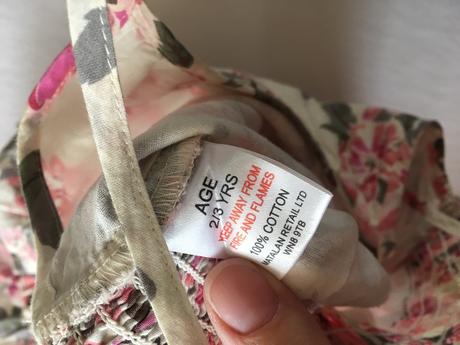 AGE
2/3 YRS
KEEP AWAY FROM
FIRE AND FLAMES
100% COTTON
MATALAN RETAIL LTD
WN8 9TB